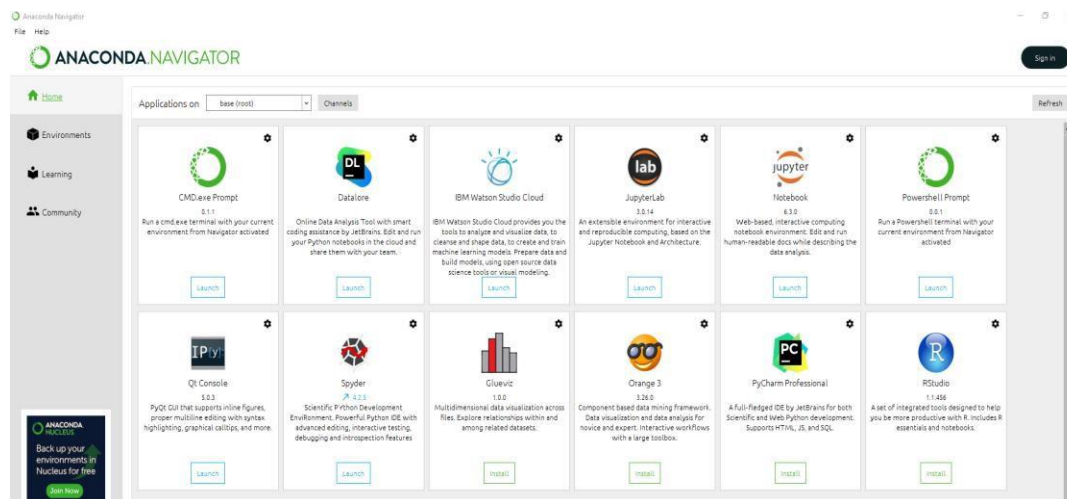 Anaconda Navigator
File Help
ANACONDA.NAVIGATOR
Sign in
Home
Environments
Learning
Community
Applications on base (root) Channels
Refresh
CMD.exe Prompt
0.1.1
Run a cmd.exe terminal with your current
environment from Navigator activated
Launch
DL
Datalore
Online Data Analysis Tool with smart
coding assistance by JetBrains. Edit and run
your Python notebooks in the cloud and
share them with your team.
Launch
IBM Watson Studio Cloud
IBM Watson Studio Cloud provides you the
tools to analyze and visualize data, to
cleanse and shape data, to create and train
machine learning models. Prepare data and
build models, using open source data
science tools or visual modeling.
Launch
lab
JupyterLab
3.0.14
An extensible environment for interactive
and reproducible computing, based on the
Jupyter Notebook and Architecture.
Launch
jupyter
Notebook
6.3.0
Web-based, interactive computing
notebook environment. Edit and run
human-readable docs while describing the
data analysis.
Launch
Powershell Prompt
0.0.1
Run a Powershell terminal with your
current environment from Navigator
activated
Launch
IP[y]:
Qt Console
5.0.3
PyQt GUI that supports inline figures,
proper multiline editing with syntax
highlighting, graphical calltips, and more.
Launch
Spyder
4.2.5
Scientific PYthon Development
EnviRonment. Powerful Python IDE with
advanced editing, interactive testing,
debugging and introspection features
Launch
Glueviz
1.0.0
Multidimensional data visualization across
files. Explore relationships within and
among related datasets.
Install
Orange 3
3.26.0
Component based data mining framework.
Data visualization and data analysis for
novice and expert. Interactive workflows
with a large toolbox.
Install
PC
PyCharm Professional
A full-fledged IDE by JetBrains for both
Scientific and Web Python development.
Supports HTML, JS, and SQL.
Install
R
RStudio
1.1.456
A set of integrated tools designed to help
you be more productive with R. Includes R
essentials and notebooks.
Install
ANACONDA
NUCLEUS
Back up your
environments in
Nucleus for free
Join Now